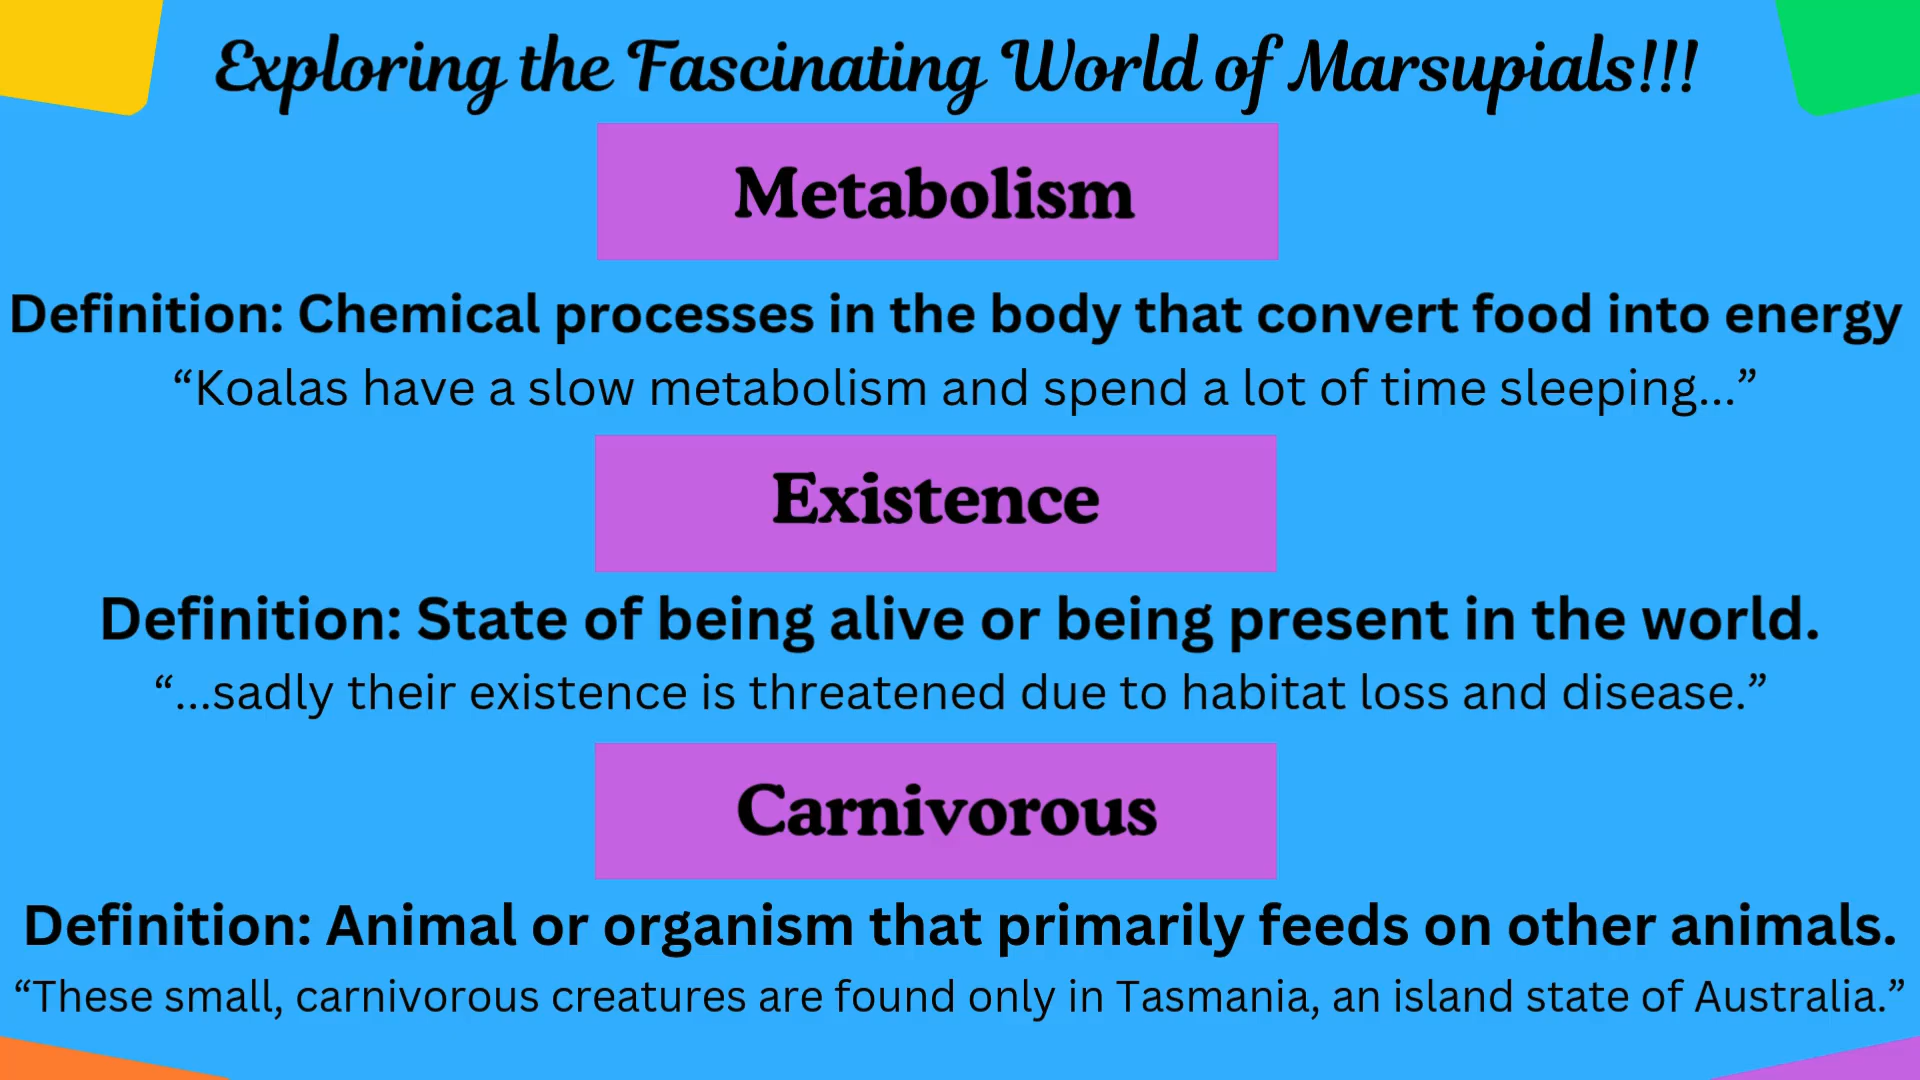 Exploring the Fascinating World of Marsupials!!!
Metabolism
Definition: Chemical processes in the body that convert food into energy
“Koalas have a slow metabolism and spend a lot of time sleeping...”
Existence
Definition: State of being alive or being present in the world.
“...sadly their existence is threatened due to habitat loss and disease.”
Carnivorous
Definition: Animal or organism that primarily feeds on other animals.
“These small, carnivorous creatures are found only in Tasmania, an island state of Australia.”